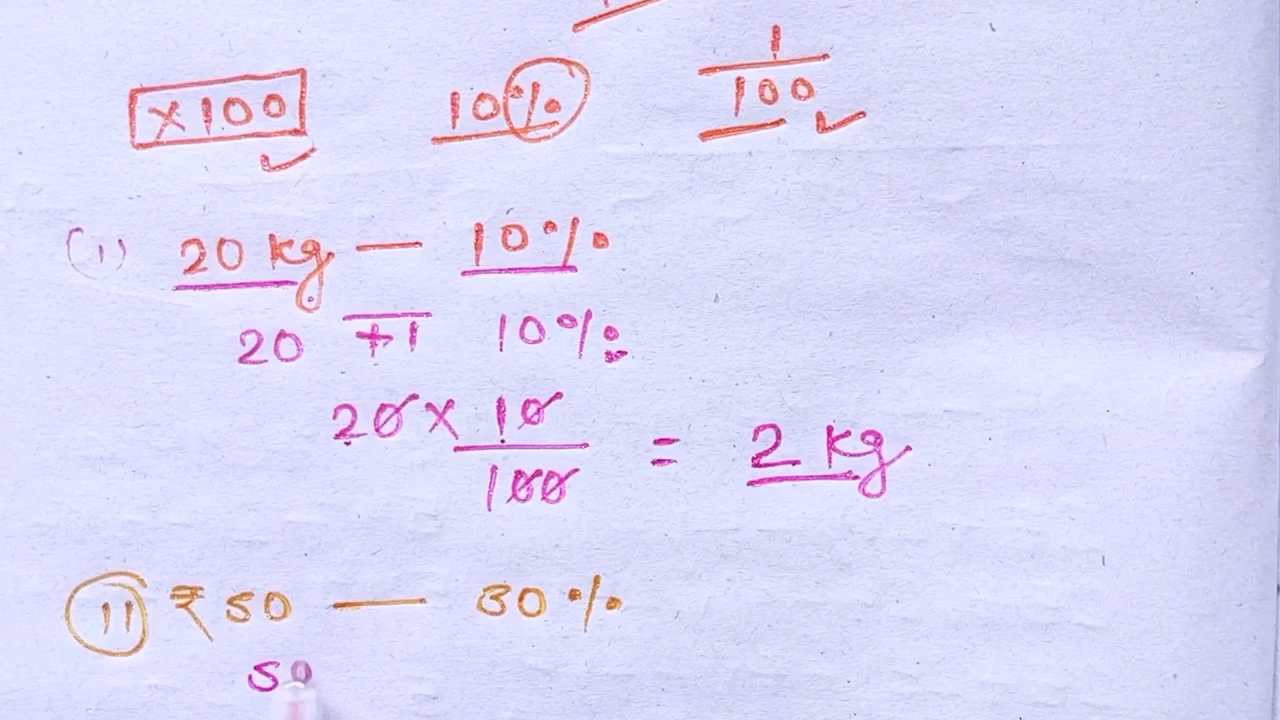 ×100 10% 1/100
(i) 20 kg — 10%
20 10%
20 × 10/100 = 2 kg
(ii) ₹50 — 30%
50